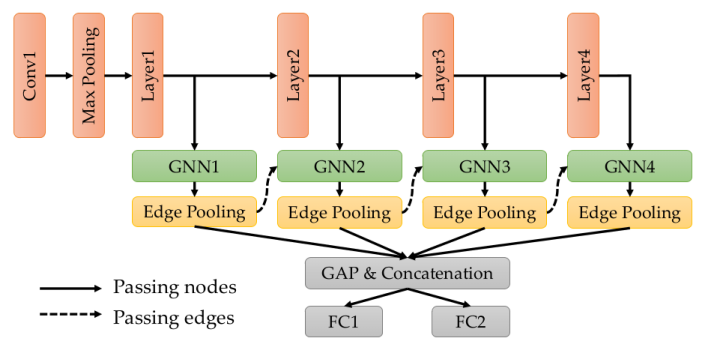 Conv1
Max Pooling
Layer1
Layer2
Layer3
Layer4
GNN1
GNN2
GNN3
GNN4
Edge Pooling
Edge Pooling
Edge Pooling
Edge Pooling
GAP & Concatenation
Passing nodes
Passing edges
FC1
FC2